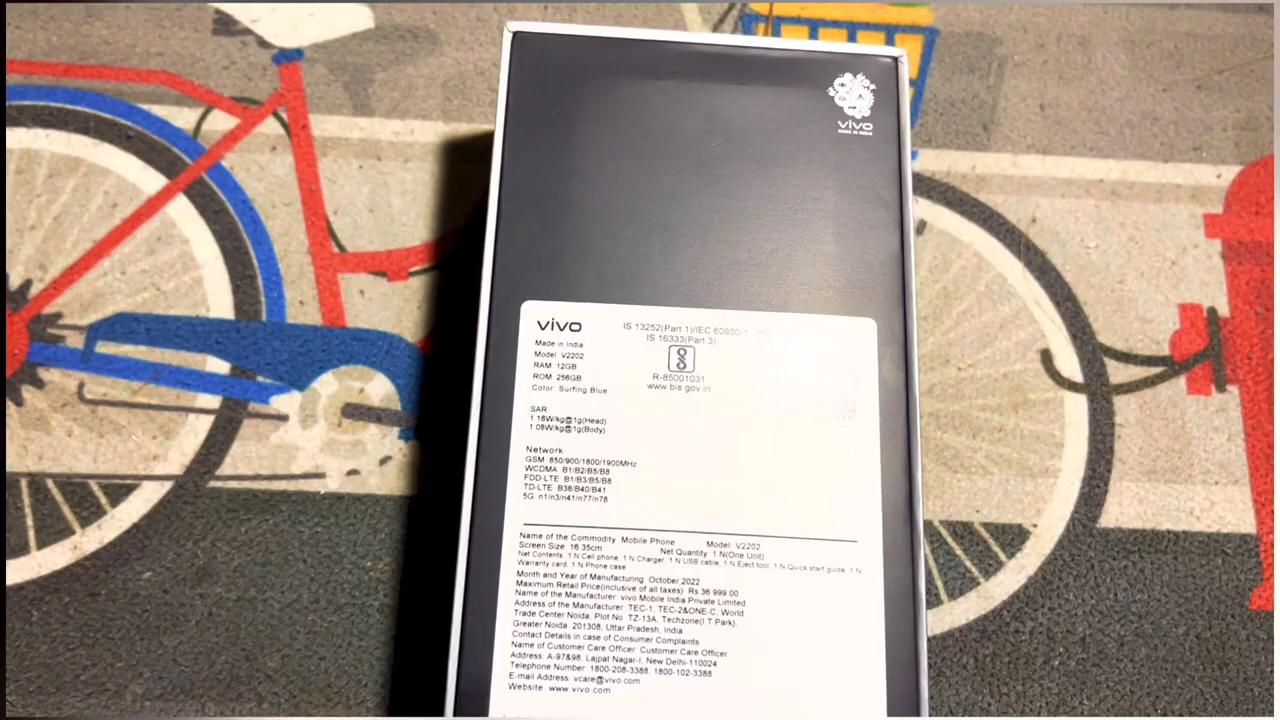 vivo
MADE IN INDIA
vivo
Made in India
Model V2202
RAM 12GB
ROM 256GB
Color Surfing Blue
IS 13252(Part 1)/IEC 60950-1
IS 16333(Part 3)
R-85001031
www bis gov in
SAR
1 18W/kg@1g(Head)
1 08W/kg@1g(Body)
Network
GSM 850/900/1800/1900MHz
WCDMA B1/B2/B5/B8
FDD-LTE B1/B3/B5/B8
TD-LTE B38/B40/B41
5G n1/n3/n41/n77/n78
Name of the Commodity Mobile Phone Model V2202
Screen Size 16 35cm Net Quantity 1 N(One Unit)
Net Contents 1 N Cell phone, 1 N Charger, 1 N USB cable, 1 N Eject tool, 1 N Quick start guide, 1 N
Warranty card, 1 N Phone case
Month and Year of Manufacturing October,2022
Maximum Retail Price(inclusive of all taxes) Rs 36 999 00
Name of the Manufacturer vivo Mobile India Private Limited
Address of the Manufacturer TEC-1, TEC-2&ONE-C, World
Trade Center Noida, Plot No TZ-13A, Techzone(I T Park),
Greater Noida 201308, Uttar Pradesh, India
Contact Details in case of Consumer Complaints
Name of Customer Care Officer: Customer Care Officer
Address: A-97&98, Lajpat Nagar-I, New Delhi-110024
Telephone Number: 1800-208-3388, 1800-102-3388
E-mail Address vcare@vivo.com
Website www vivo com